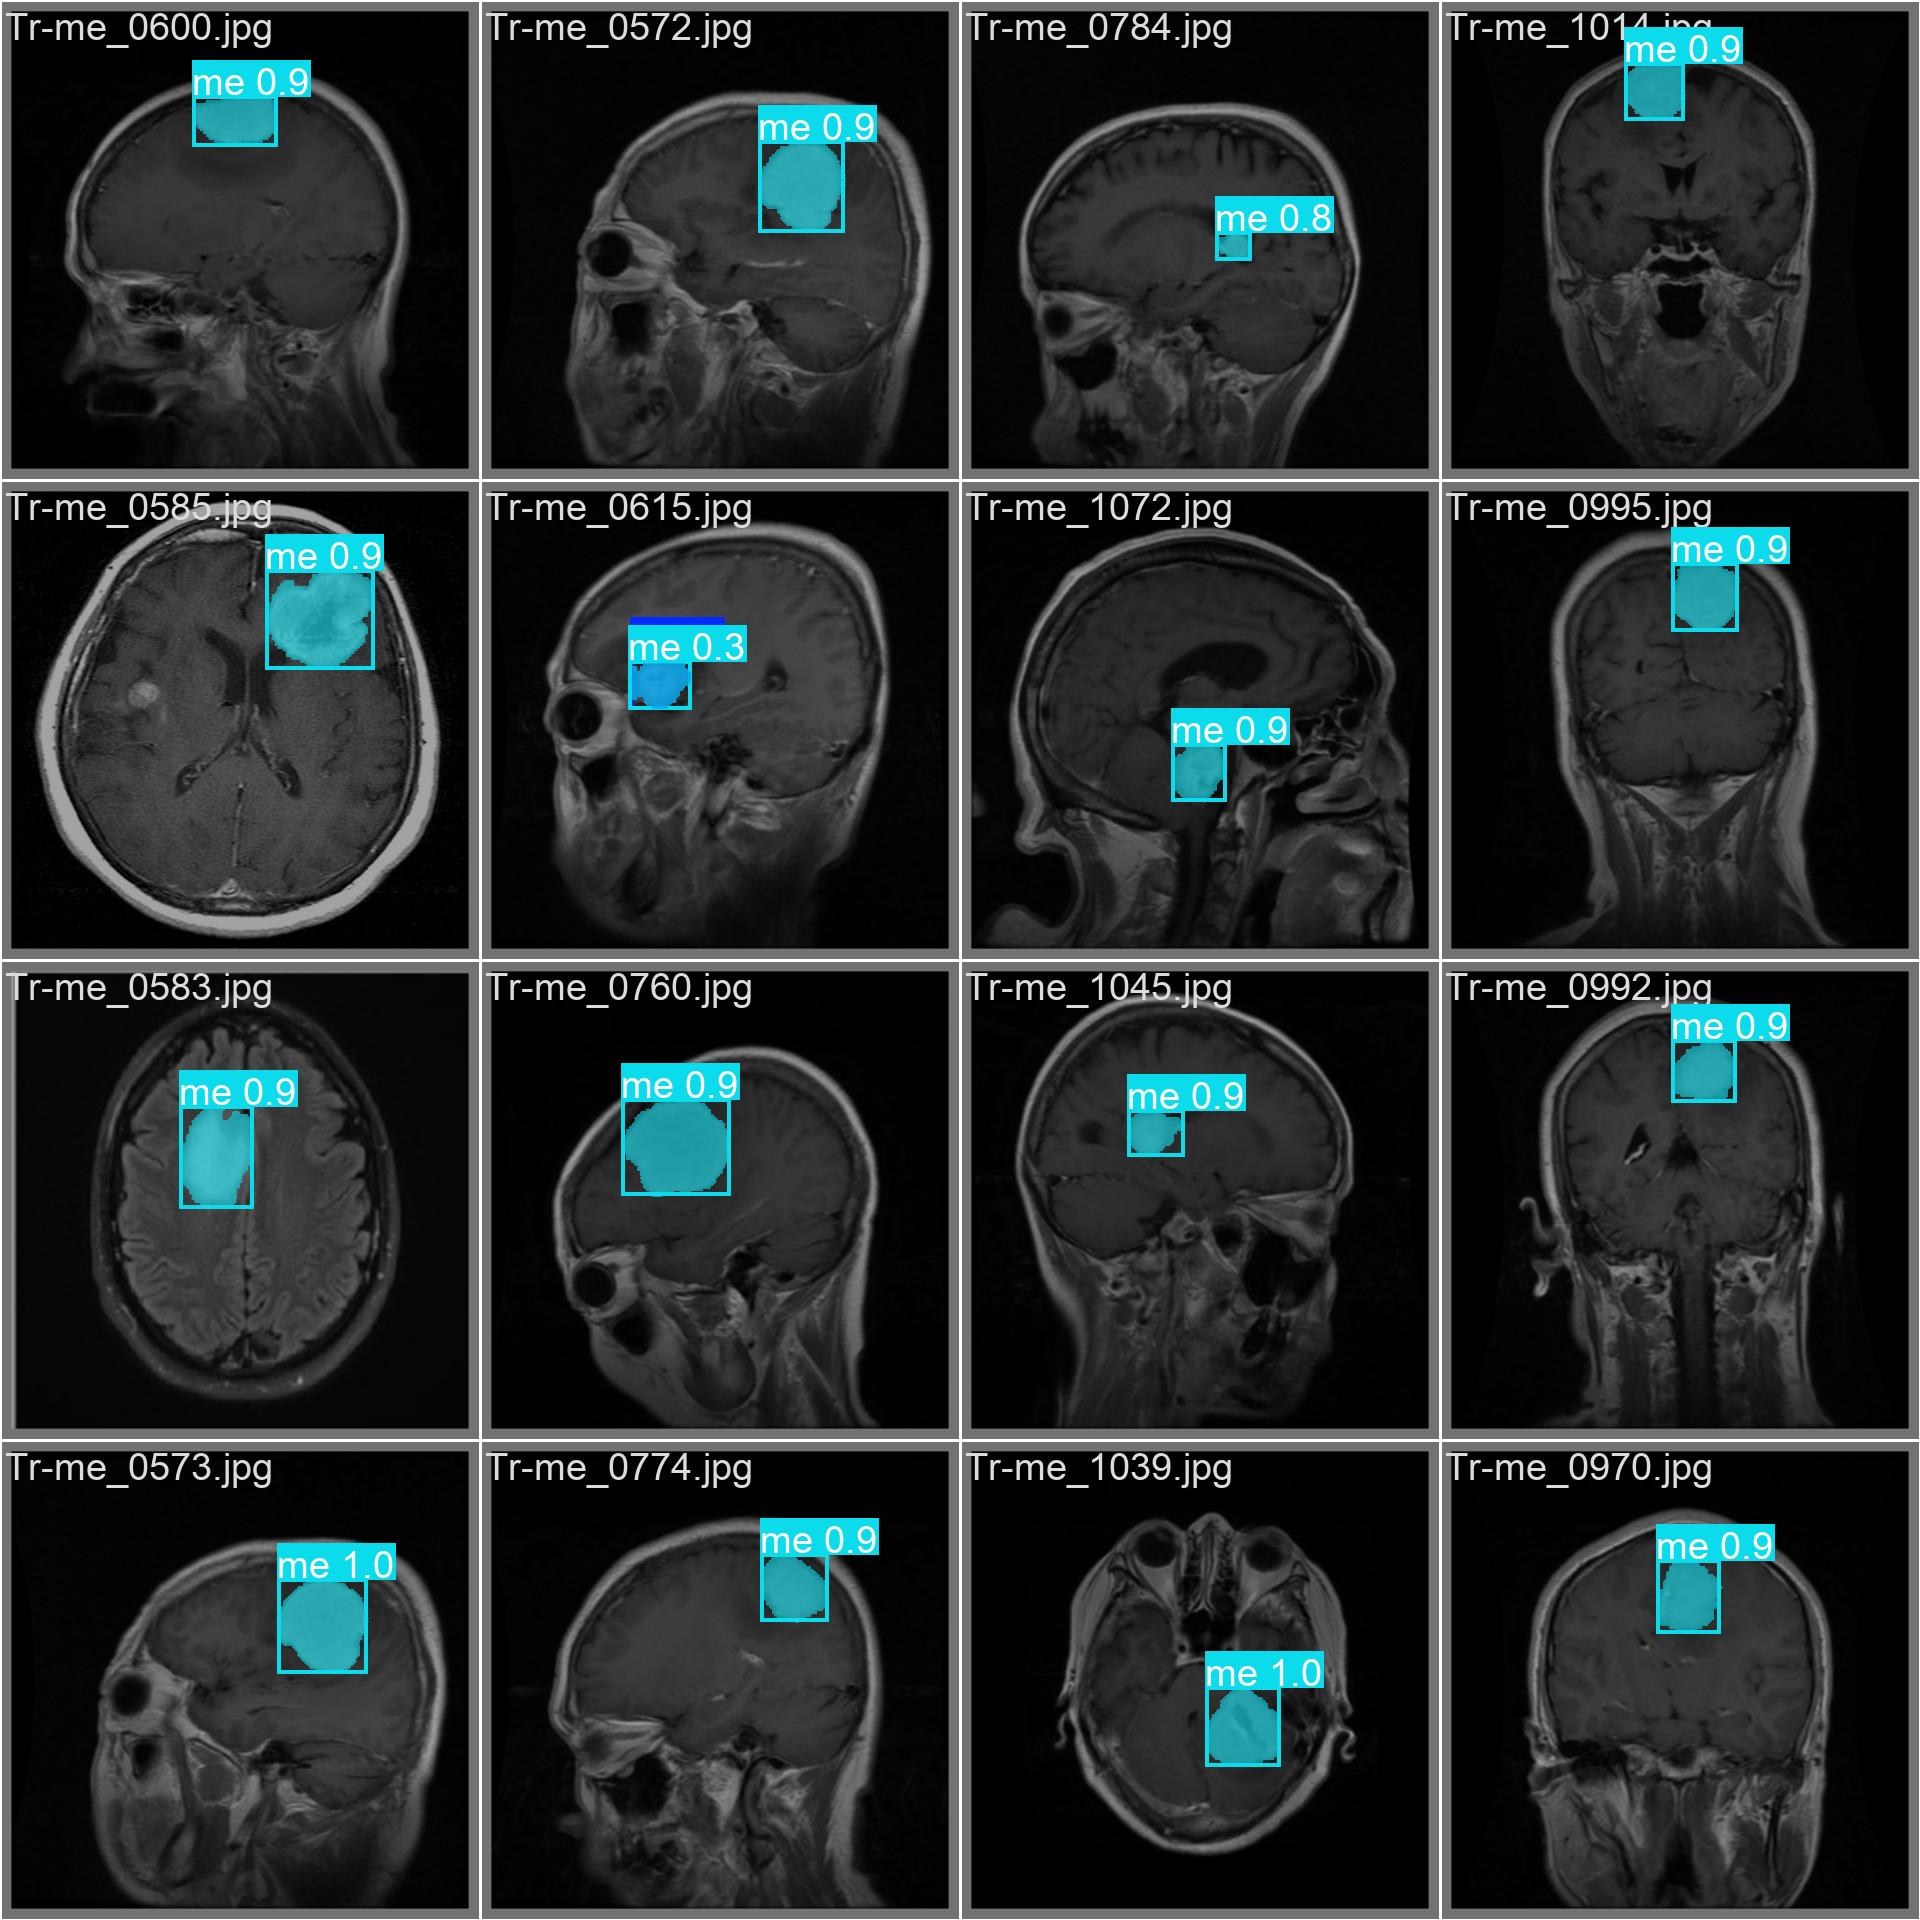 Tr-me_0600.jpg
me 0.9
Tr-me_0572.jpg
me 0.9
Tr-me_0784.jpg
me 0.8
Tr-me_1014.jpg
me 0.9
Tr-me_0585.jpg
me 0.9
Tr-me_0615.jpg
me 0.3
Tr-me_1072.jpg
me 0.9
Tr-me_0995.jpg
me 0.9
Tr-me_0583.jpg
me 0.9
Tr-me_0760.jpg
me 0.9
Tr-me_1045.jpg
me 0.9
Tr-me_0992.jpg
me 0.9
Tr-me_0573.jpg
me 1.0
Tr-me_0774.jpg
me 0.9
Tr-me_1039.jpg
me 1.0
Tr-me_0970.jpg
me 0.9